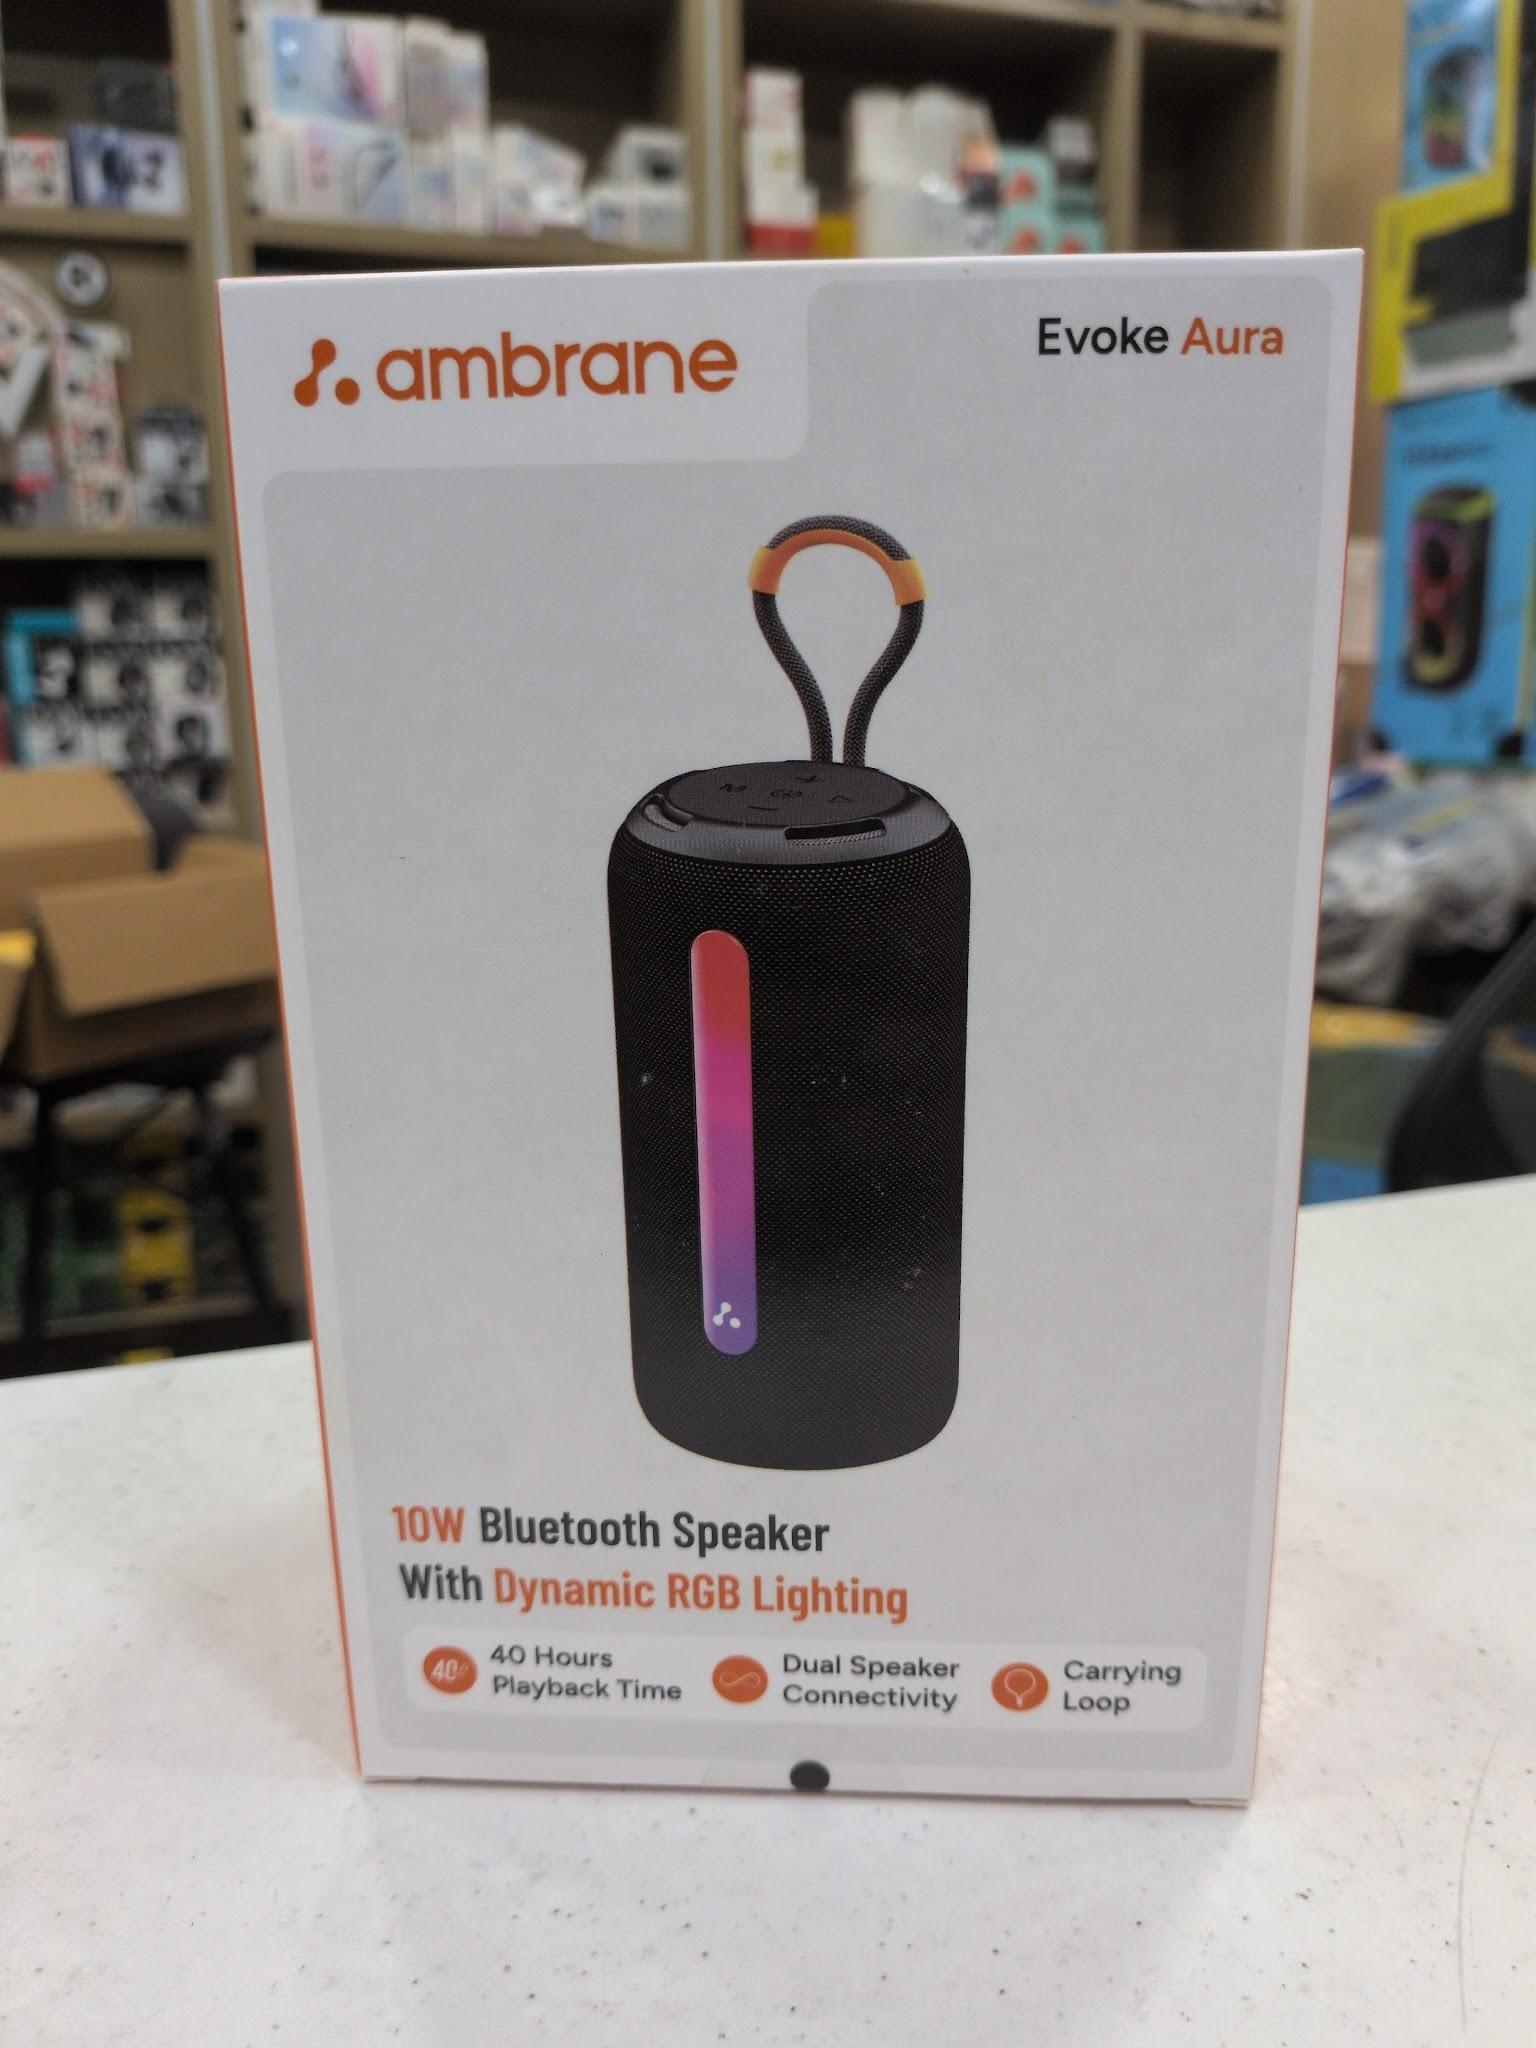 ambrane
Evoke Aura
M
10W Bluetooth Speaker
With Dynamic RGB Lighting
40 40 Hours
Playback Time
Dual Speaker
Connectivity
Carrying
Loop